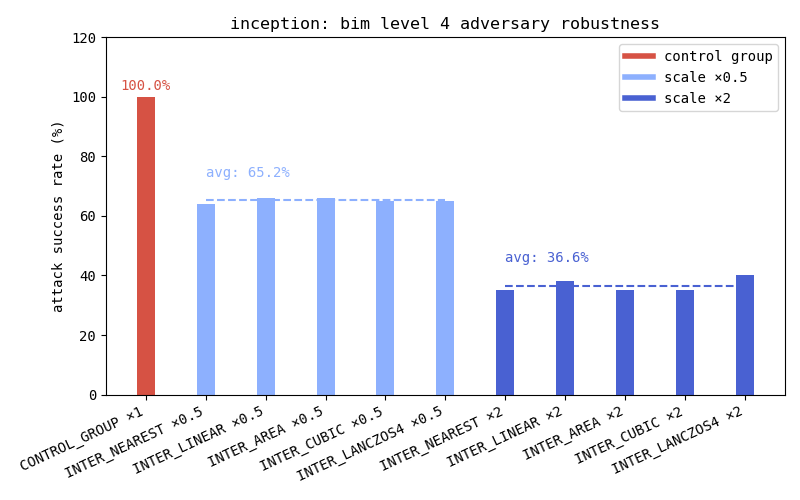 inception: bim level 4 adversary robustness
attack success rate (%)
120
100
80
60
40
20
0
100.0%
avg: 65.2%
avg: 36.6%
control group
scale ×0.5
scale ×2
CONTROL_GROUP ×1
INTER_NEAREST ×0.5
INTER_LINEAR ×0.5
INTER_AREA ×0.5
INTER_CUBIC ×0.5
INTER_LANCZOS4 ×0.5
INTER_NEAREST ×2
INTER_LINEAR ×2
INTER_AREA ×2
INTER_CUBIC ×2
INTER_LANCZOS4 ×2